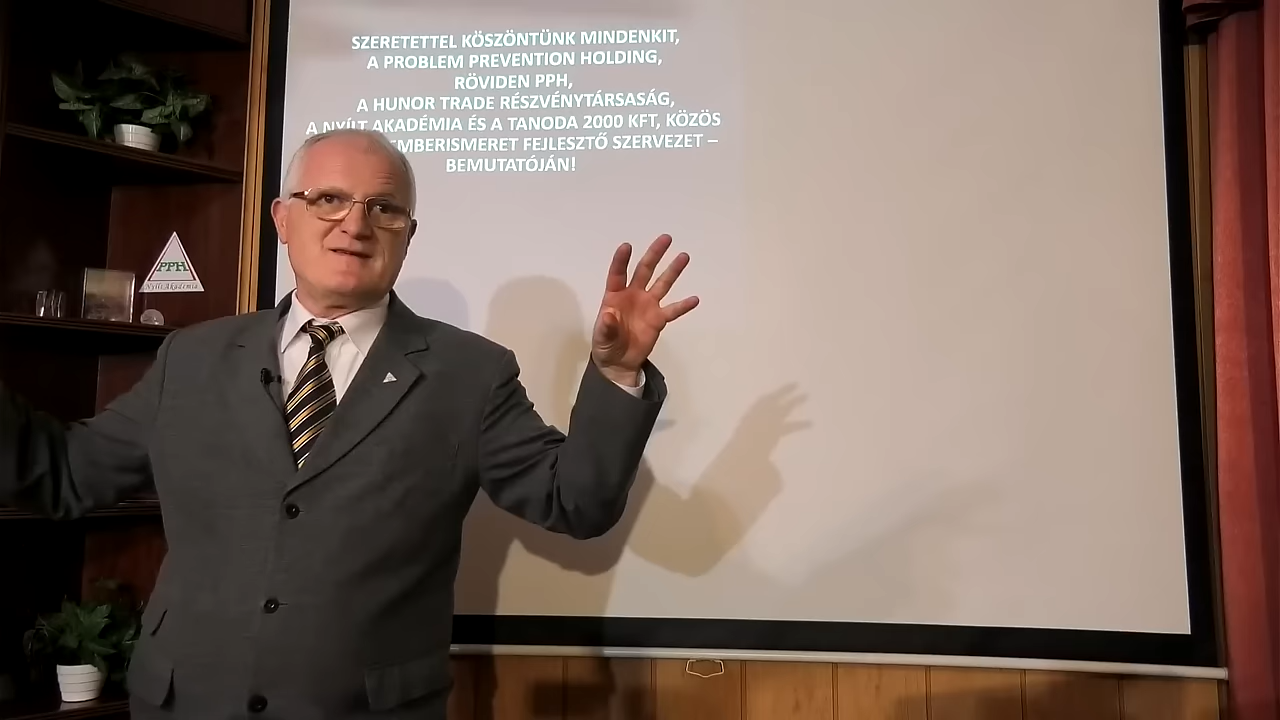 SZERETETTEL KÖSZÖNTÜNK MINDENKIT,
A PROBLEM PREVENTION HOLDING,
RÖVIDEN PPH,
A HUNOR TRADE RÉSZVÉNYTÁRSASÁG,
A NYÍLT AKADÉMIA ÉS A TANODA 2000 KFT, KÖZÖS
EMBERISMERET FEJLESZTŐ SZERVEZET –
BEMUTATÓJÁN!
PPH
Nyílt Akadémia